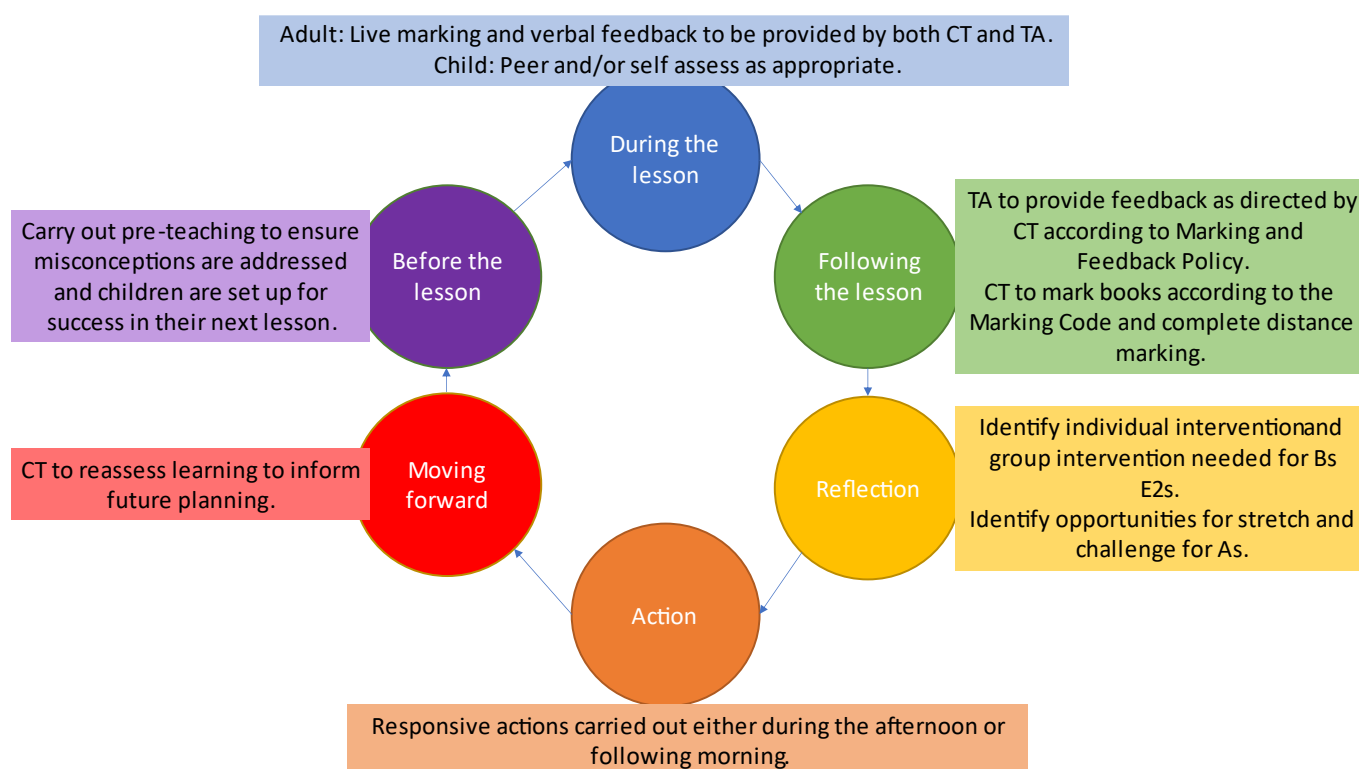 Adult: Live marking and verbal feedback to be provided by both CT and TA.
Child: Peer and/or self assess as appropriate.
During the
lesson
TA to provide feedback as directed by
CT according to Marking and
Feedback Policy.
CT to mark books according to the
Marking Code and complete distance
marking.
Following
the lesson
Identify individual interventionand
group intervention needed for Bs
E2s.
Identify opportunities for stretch and
challenge for As.
Reflection
Action
Responsive actions carried out either during the afternoon or
following morning.
Moving
forward
CT to reassess learning to inform
future planning.
Before the
lesson
Carry out pre-teaching to ensure
misconceptions are addressed
and children are set up for
success in their next lesson.